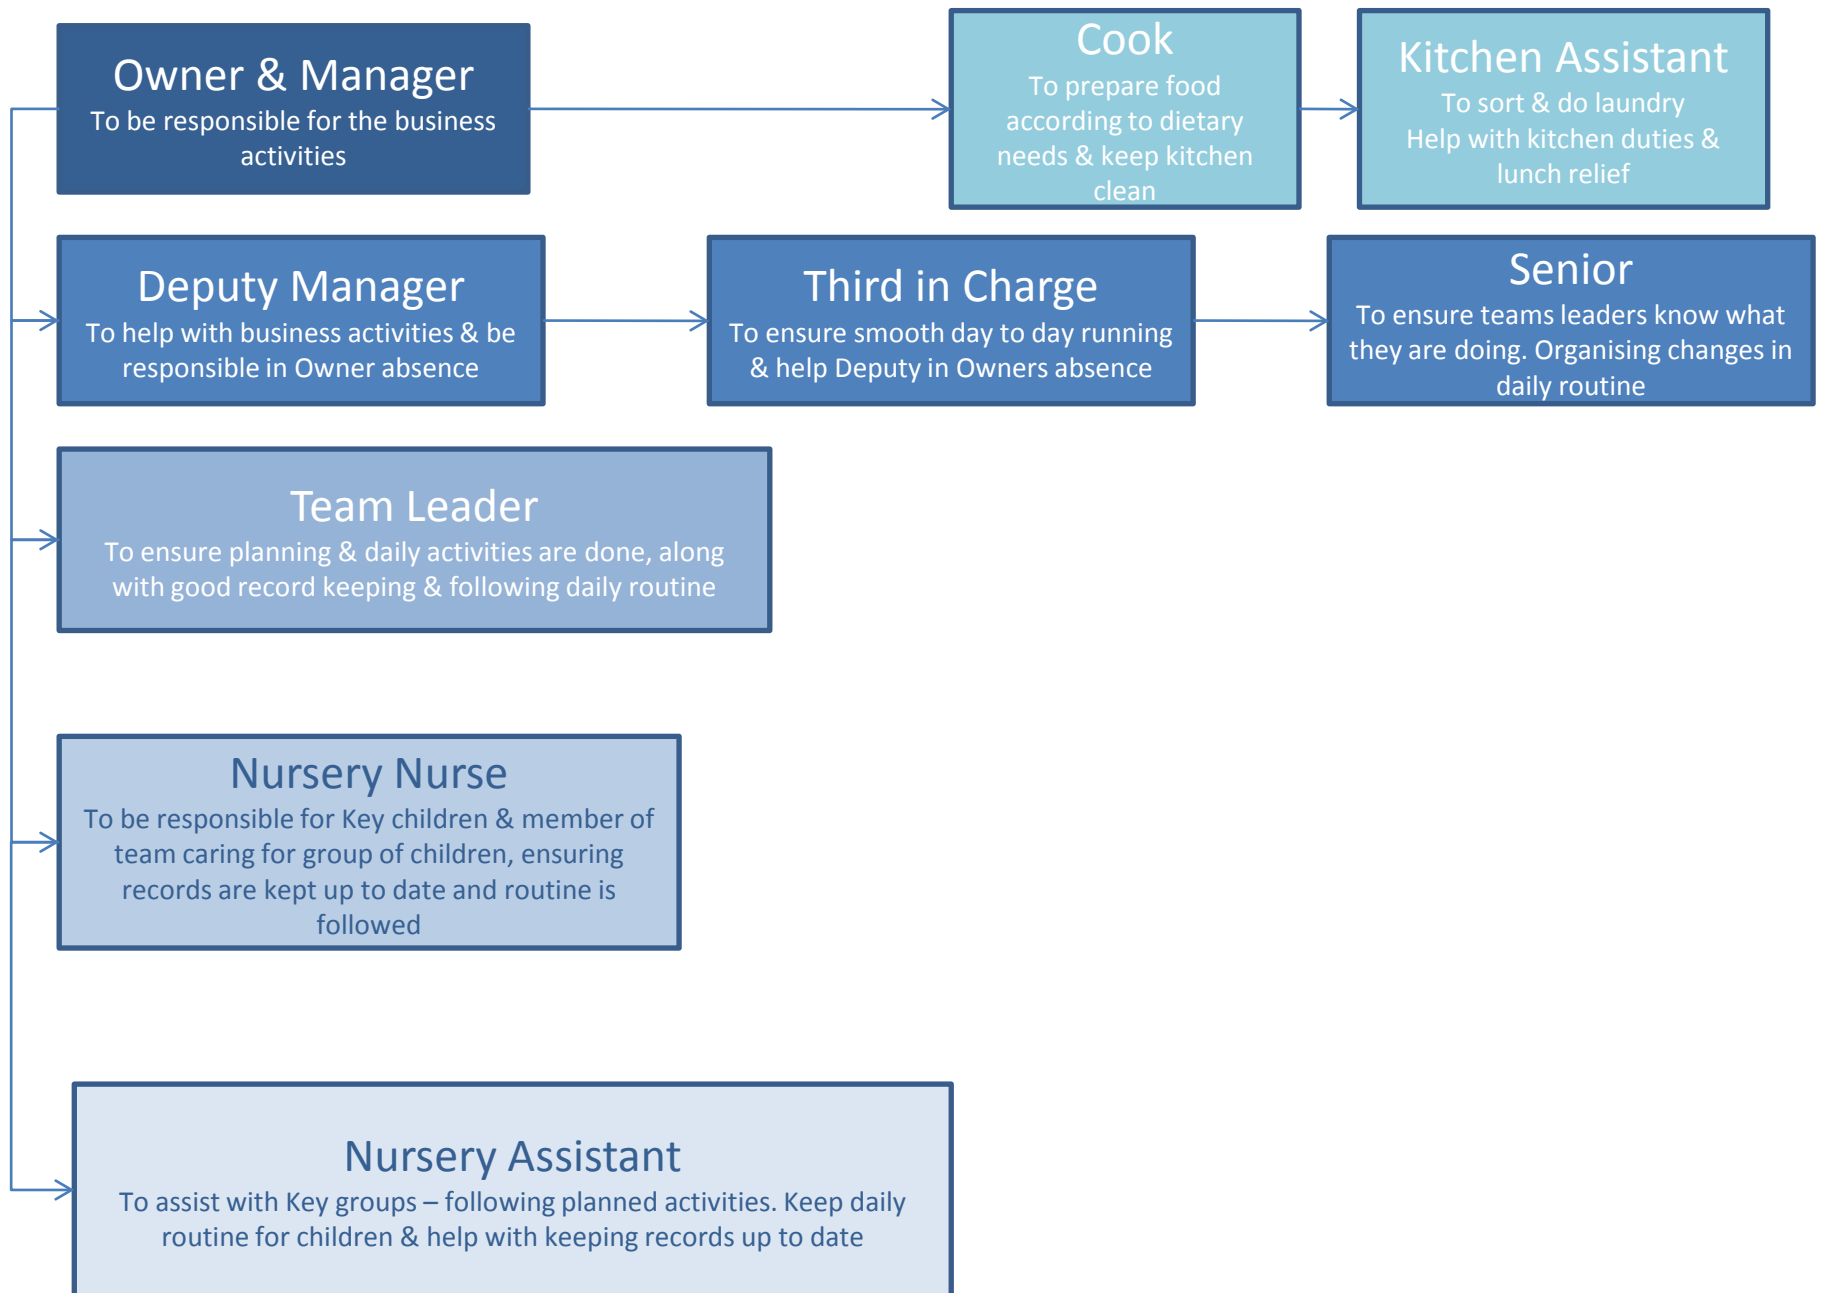 Owner & Manager
To be responsible for the business
activities
Cook
To prepare food
according to dietary
needs & keep kitchen
clean
Kitchen Assistant
To sort & do laundry
Help with kitchen duties &
lunch relief
Deputy Manager
To help with business activities & be
responsible in Owner absence
Third in Charge
To ensure smooth day to day running
& help Deputy in Owners absence
Senior
To ensure teams leaders know what
they are doing. Organising changes in
daily routine
Team Leader
To ensure planning & daily activities are done, along
with good record keeping & following daily routine
Nursery Nurse
To be responsible for Key children & member of
team caring for group of children, ensuring
records are kept up to date and routine is
followed
Nursery Assistant
To assist with Key groups – following planned activities. Keep daily
routine for children & help with keeping records up to date